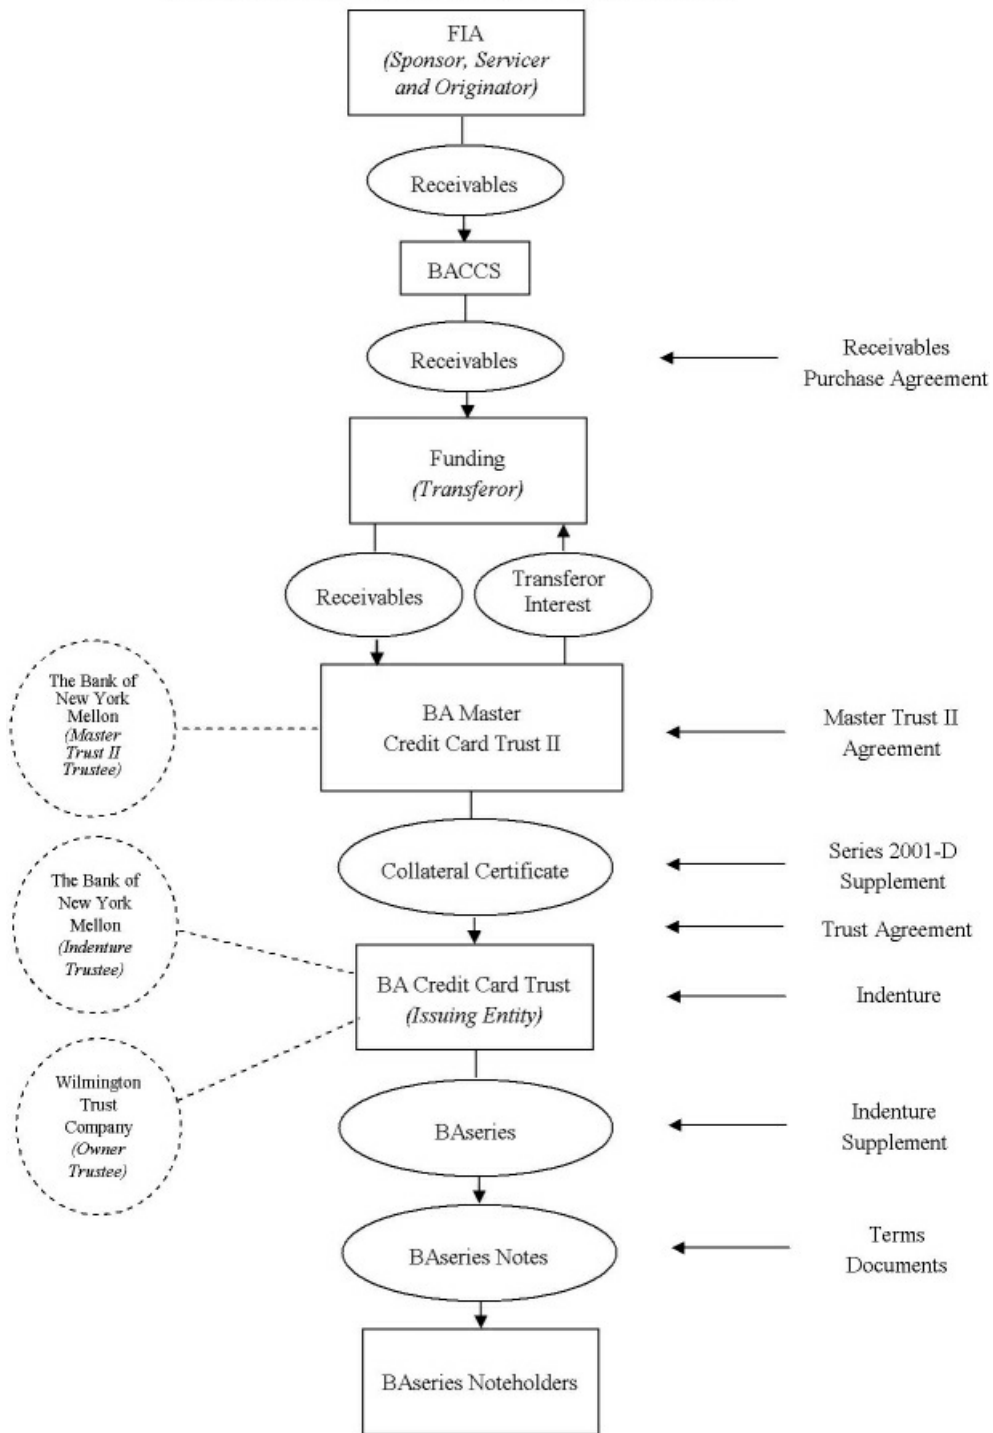 FIA
(Sponsor, Servicer
and Originator)
Receivables
BACCS
Receivables
Receivables
Purchase Agreement
Funding
(Transferor)
Receivables
Transferor
Interest
The Bank of
New York
Mellon
(Master
Trust II
Trustee)
BA Master
Credit Card Trust II
Master Trust II
Agreement
Collateral Certificate
Series 2001-D
Supplement
The Bank of
New York
Mellon
(Indenture
Trustee)
Trust Agreement
BA Credit Card Trust
(Issuing Entity)
Indenture
Wilmington
Trust
Company
(Owner
Trustee)
BAseries
Indenture
Supplement
BAseries Notes
Terms
Documents
BAseries Noteholders